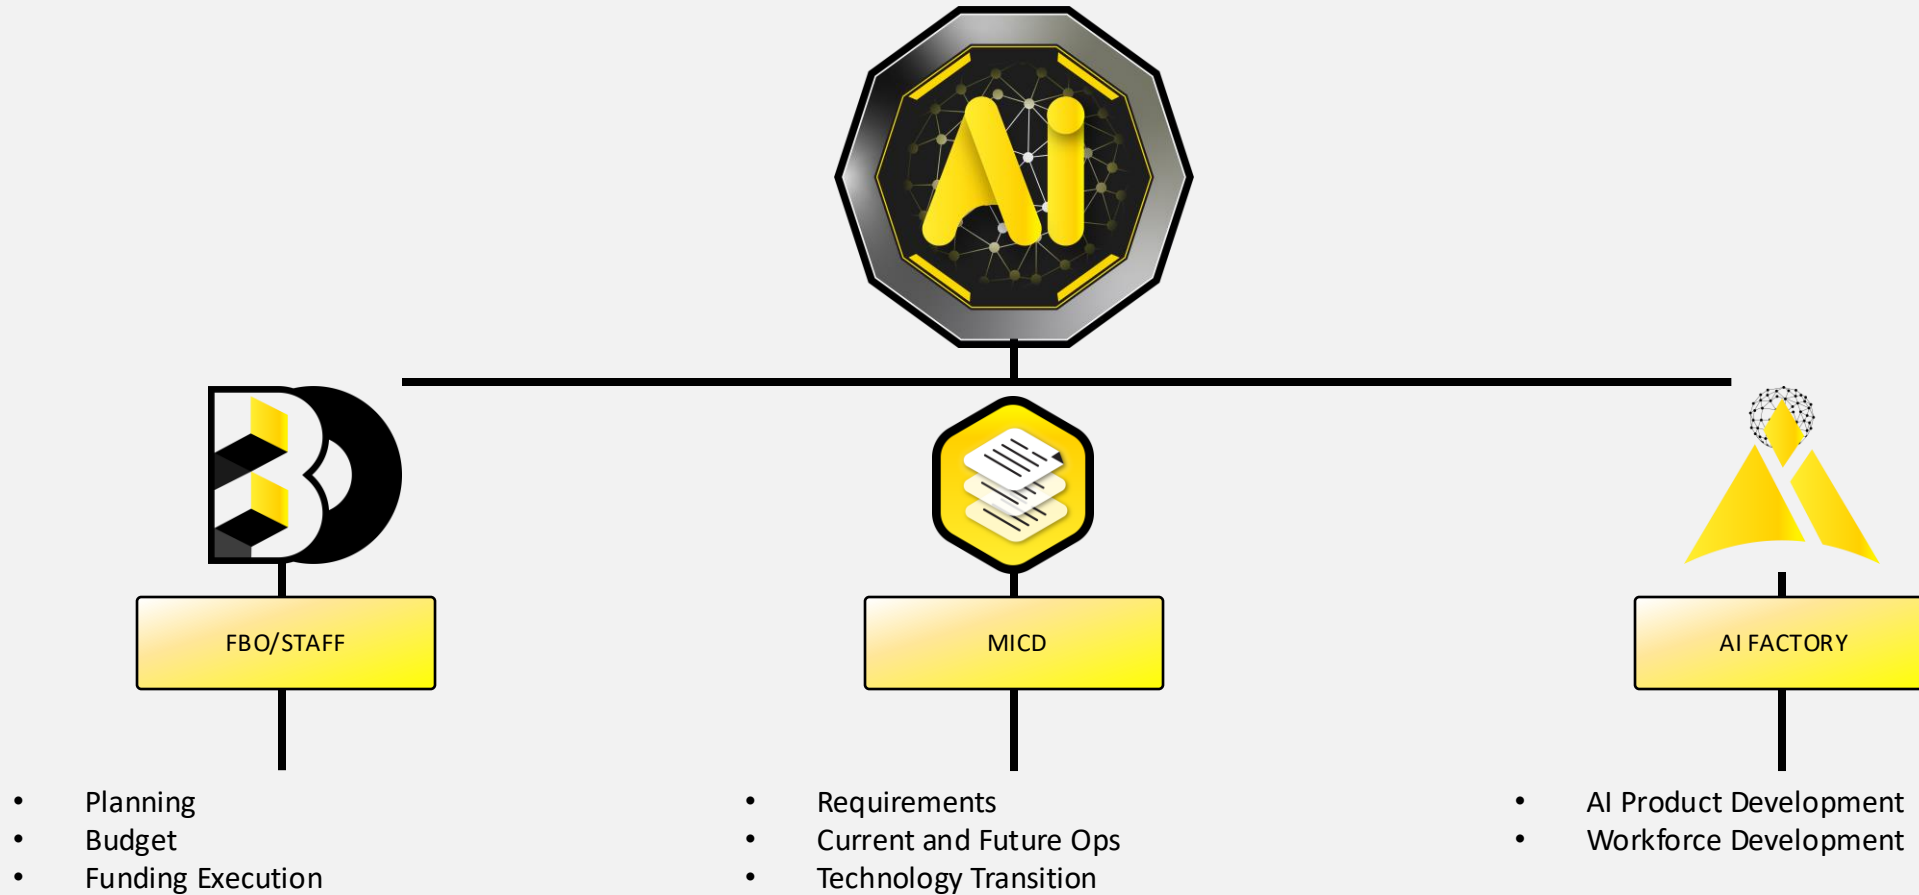 Ai
FBO/STAFF
MICD
AI FACTORY
• Planning
• Budget
• Funding Execution
• Requirements
• Current and Future Ops
• Technology Transition
• AI Product Development
• Workforce Development